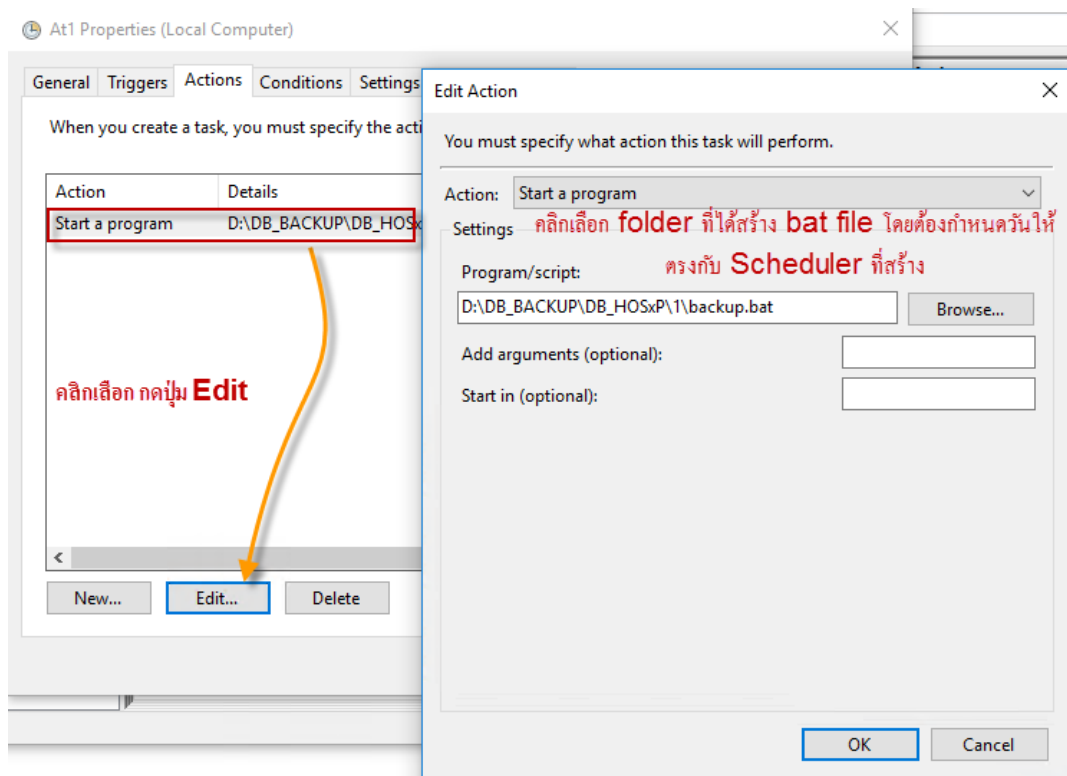 At1 Properties (Local Computer)
General Triggers Actions Conditions Settings
When you create a task, you must specify the acti
Action Details
Start a program D:\DB_BACKUP\DB_HOSx
คลิกเลือก กดปุ่ม Edit
New... Edit... Delete
Edit Action
You must specify what action this task will perform.
Action: Start a program
Settings คลิกเลือก folder ที่ได้สร้าง bat file โดยต้องกำหนดวันให้
ตรงกับ Scheduler ที่สร้าง
Program/script:
D:\DB_BACKUP\DB_HOSxP\1\backup.bat Browse...
Add arguments (optional):
Start in (optional):
OK Cancel